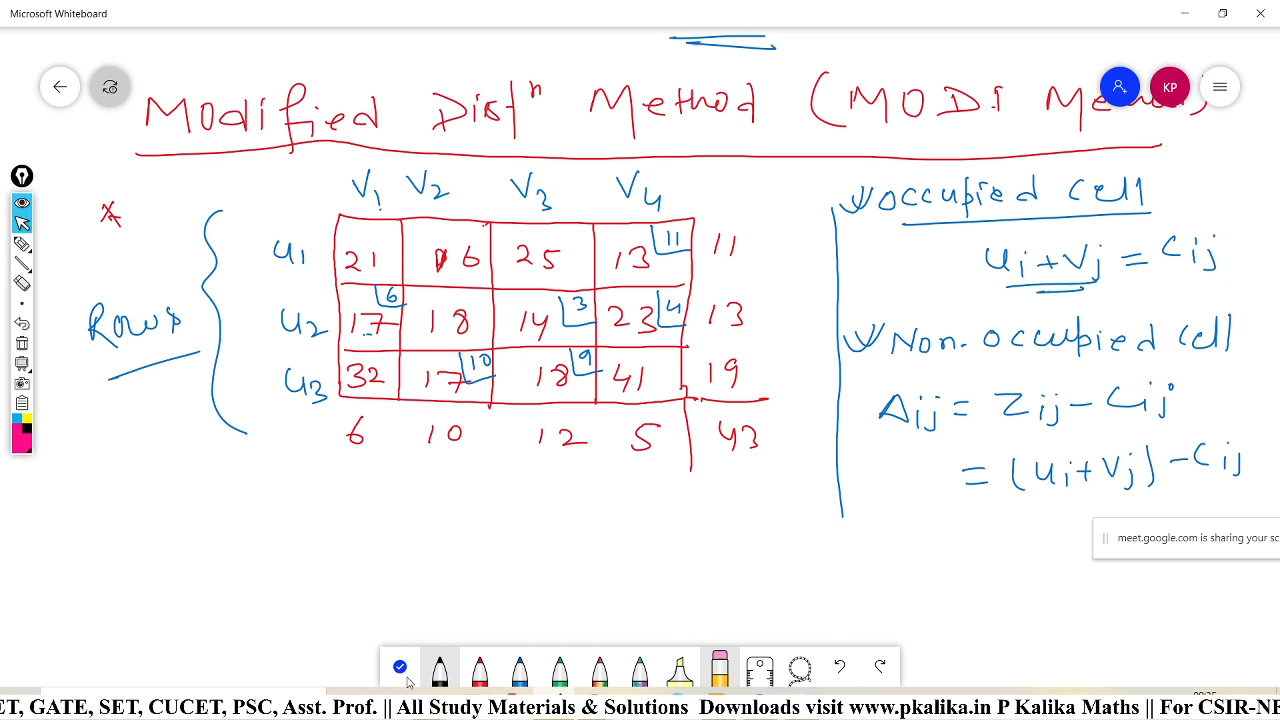 Microsoft Whiteboard
Modified Dist^n Method (MODI Method)
KP
V1 V2 V3 V4
u1 21 16 25 13 11 11
u2 17 6 18 14 3 23 4 13
u3 32 17 10 18 9 41 19
6 10 12 5 43
Rows
occupied cell
ui + vj = Cij
Non. occupied cell
Δij = Zij - Cij
= (ui + vj) - Cij
meet.google.com is sharing your sc
ET, GATE, SET, CUCET, PSC, Asst. Prof. || All Study Materials & Solutions Downloads visit www.pkalika.in P Kalika Maths || For CSIR-NE